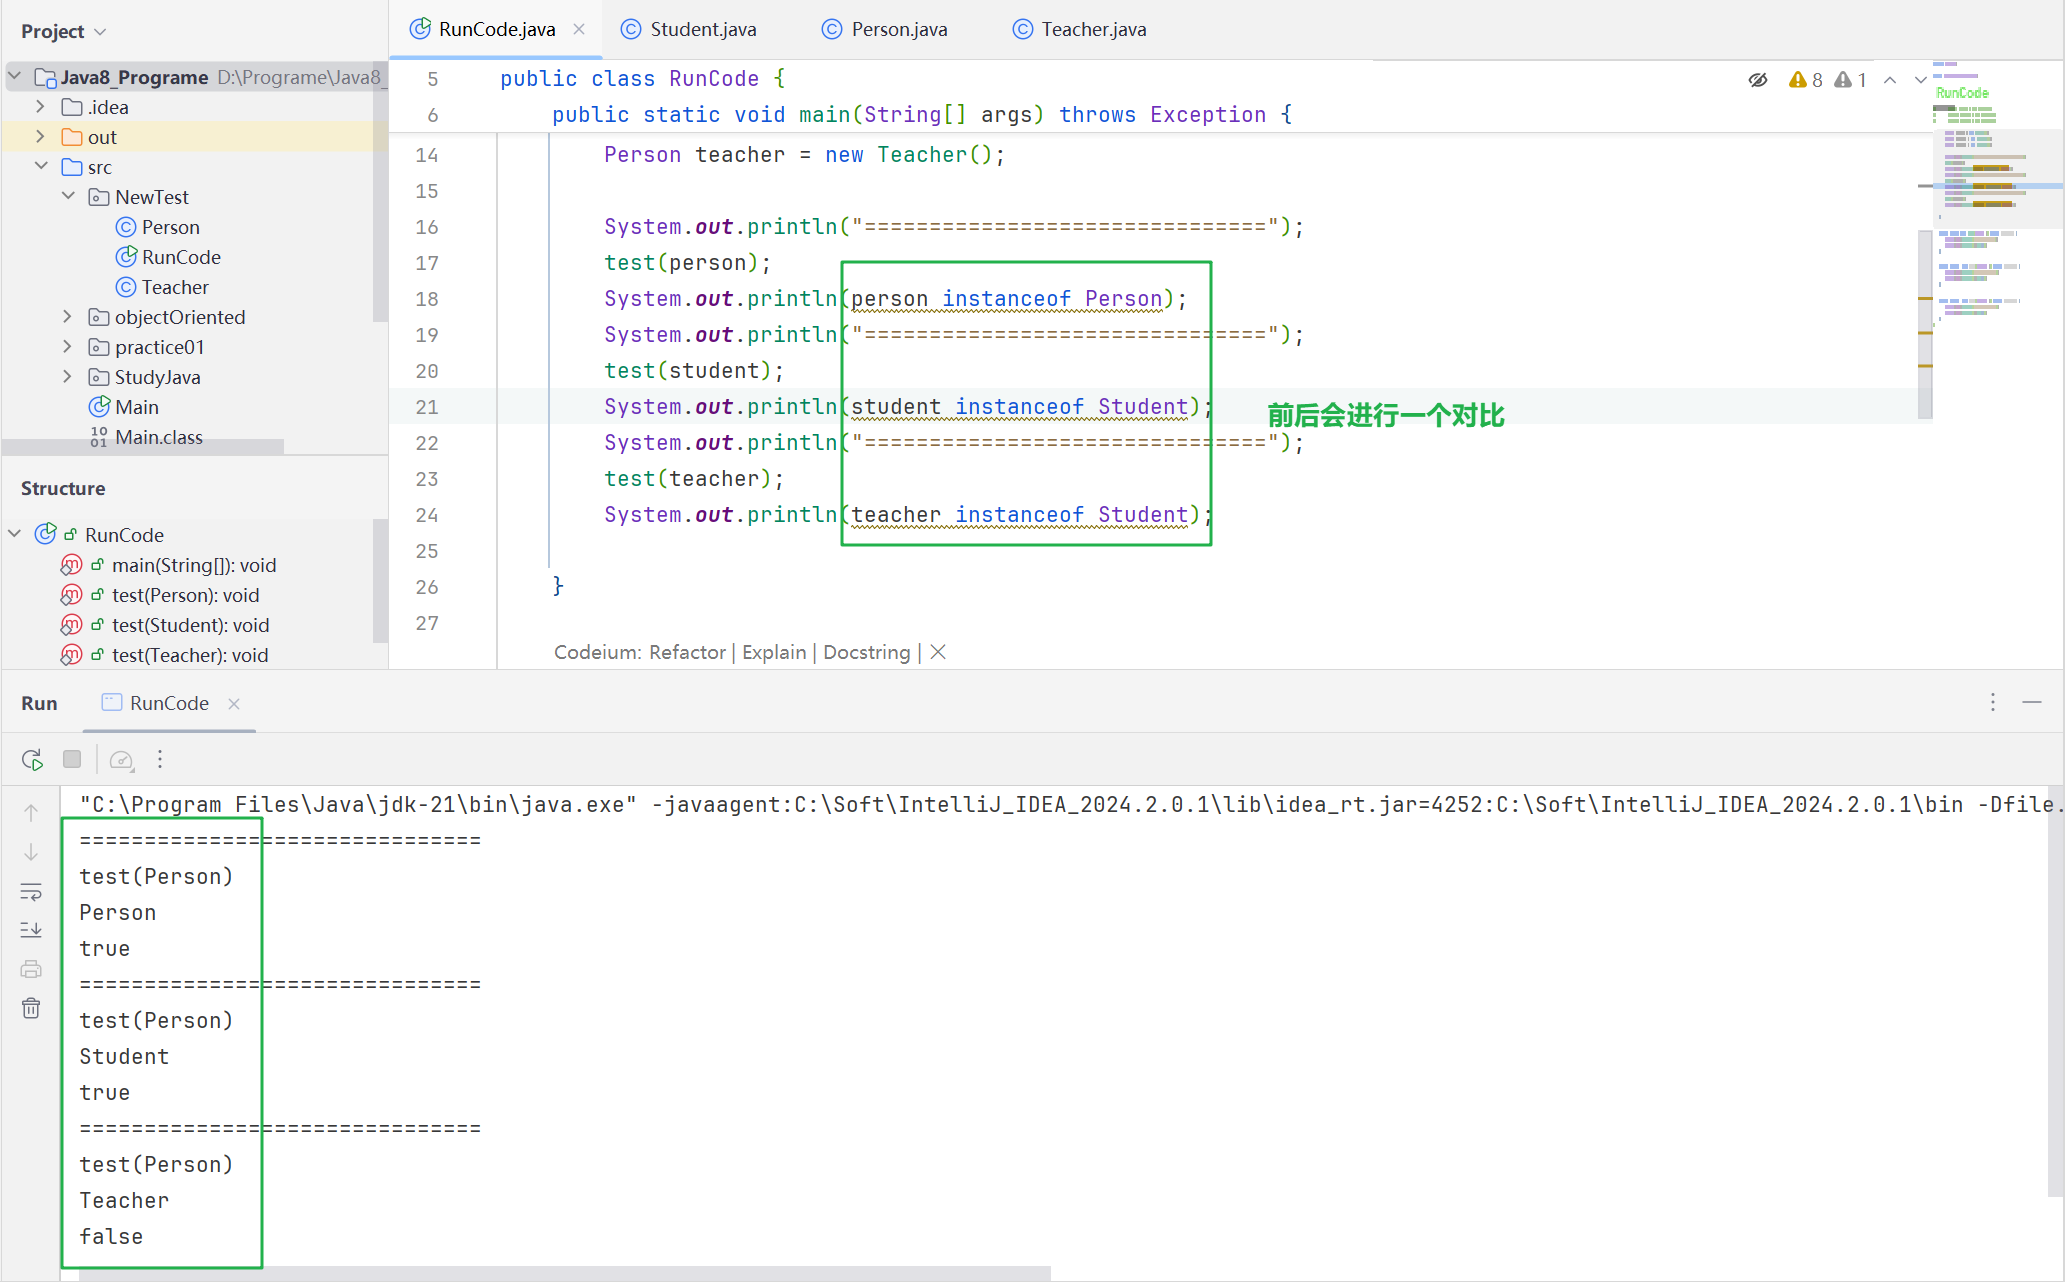 Project
Java8_Programe D:\Programe\Java8_
.idea
out
src
NewTest
Person
RunCode
Teacher
objectOriented
practice01
StudyJava
Main
Main.class
Structure
RunCode
main(String[]): void
test(Person): void
test(Student): void
test(Teacher): void
RunCode.java Student.java Person.java Teacher.java
8 1
5 public class RunCode {
6 public static void main(String[] args) throws Exception {
14 Person teacher = new Teacher();
15
16 System.out.println("===============================");
17 test(person);
18 System.out.println(person instanceof Person);
19 System.out.println("===============================");
20 test(student);
21 System.out.println(student instanceof Student);
前后会进行一个对比
22 System.out.println("===============================");
23 test(teacher);
24 System.out.println(teacher instanceof Student);
25
26 }
27
Codeium: Refactor | Explain | Docstring |
RunCode
Run RunCode
"C:\Program Files\Java\jdk-21\bin\java.exe" -javaagent:C:\Soft\IntelliJ_IDEA_2024.2.0.1\lib\idea_rt.jar=4252:C:\Soft\IntelliJ_IDEA_2024.2.0.1\bin -Dfile.
===============================
test(Person)
Person
true
===============================
test(Person)
Student
true
===============================
test(Person)
Teacher
false